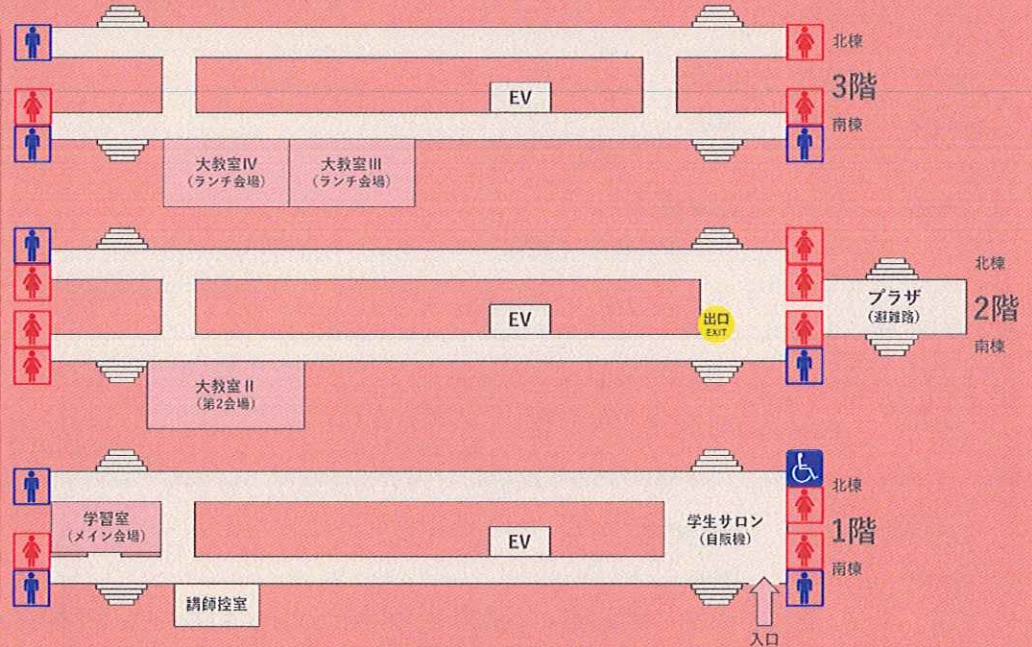 北棟
3階
EV
南棟
大教室IV
(ランチ会場)
大教室III
(ランチ会場)
北棟
プラザ
(避難路)
2階
EV
出口
EXIT
南棟
大教室II
(第2会場)
北棟
学習室
(メイン会場)
学生サロン
(自販機)
1階
EV
南棟
講師控室
入口